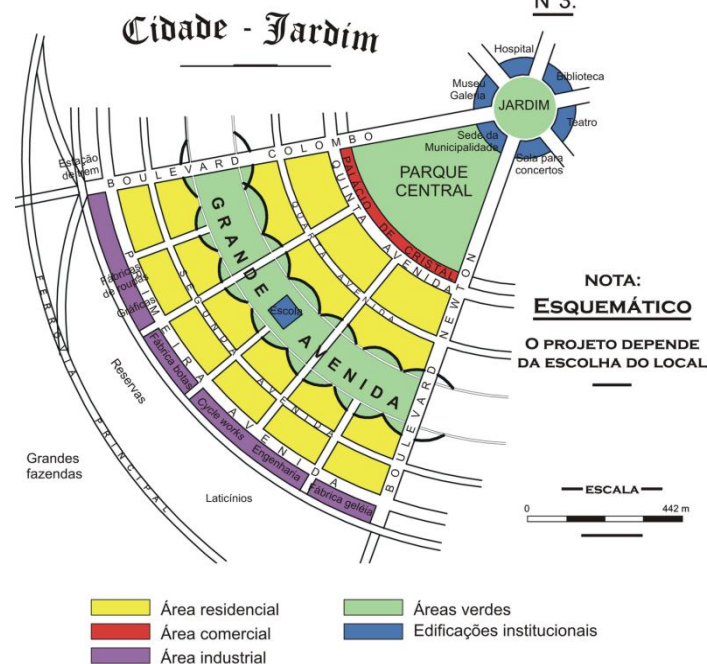 Nº3.
Cidade - Jardim
Hospital
Museu
Galeria
Biblioteca
JARDIM
Teatro
Sede da
Municipalidade
Sala para
concertos
Estação
de trem
BOULEVARD COLOMBO
PARQUE
CENTRAL
PALÁCIO DE CRISTAL
QUINTA AVENIDA
QUARTA AVENIDA
GRANDE AVENIDA
Escola
SEGUNDA AVENIDA
PRIMEIRA AVENIDA
BOULEVARD NEWTON
Fábricas
de roupas
Gráficas
Fábrica botas
Cycle works
Engenharia
Fábrica geléia
FERROVIA PRINCIPAL
Reservas
Grandes
fazendas
Laticínios
NOTA:
ESQUEMÁTICO
O PROJETO DEPENDE
DA ESCOLHA DO LOCAL
ESCALA
0 442 m
Área residencial
Área comercial
Área industrial
Áreas verdes
Edificações institucionais